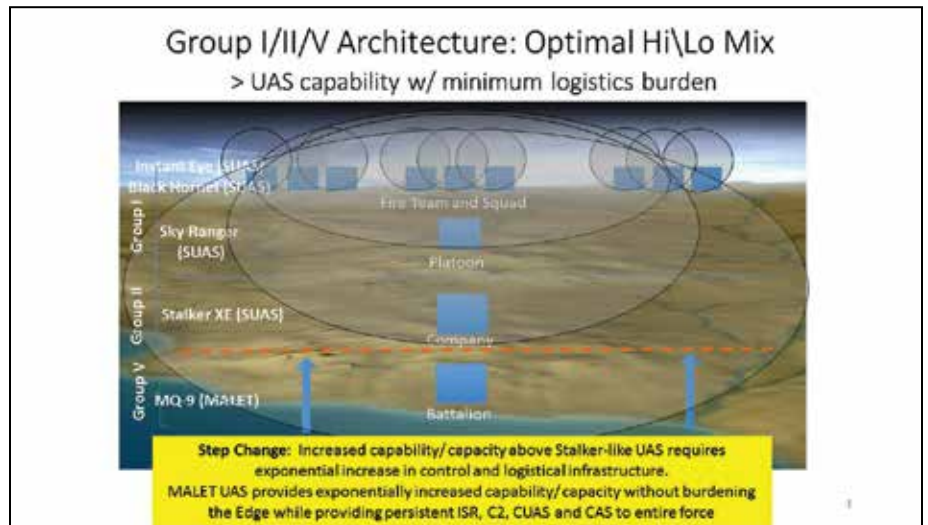 Group I/II/V Architecture: Optimal Hi\Lo Mix
> UAS capability w/ minimum logistics burden
Instant Eye (SUAS)
Black Hornet (SUAS)
Fire Team and Squad
Group I
Sky Ranger
(SUAS)
Platoon
Group II
Stalker XE (SUAS)
Company
Group V
MQ-9 (MALET)
Battalion
Step Change: Increased capability/capacity above Stalker-like UAS requires
exponential increase in control and logistical infrastructure.
MALET UAS provides exponentially increased capability/capacity without burdening
the Edge while providing persistent ISR, C2, CUAS and CAS to entire force